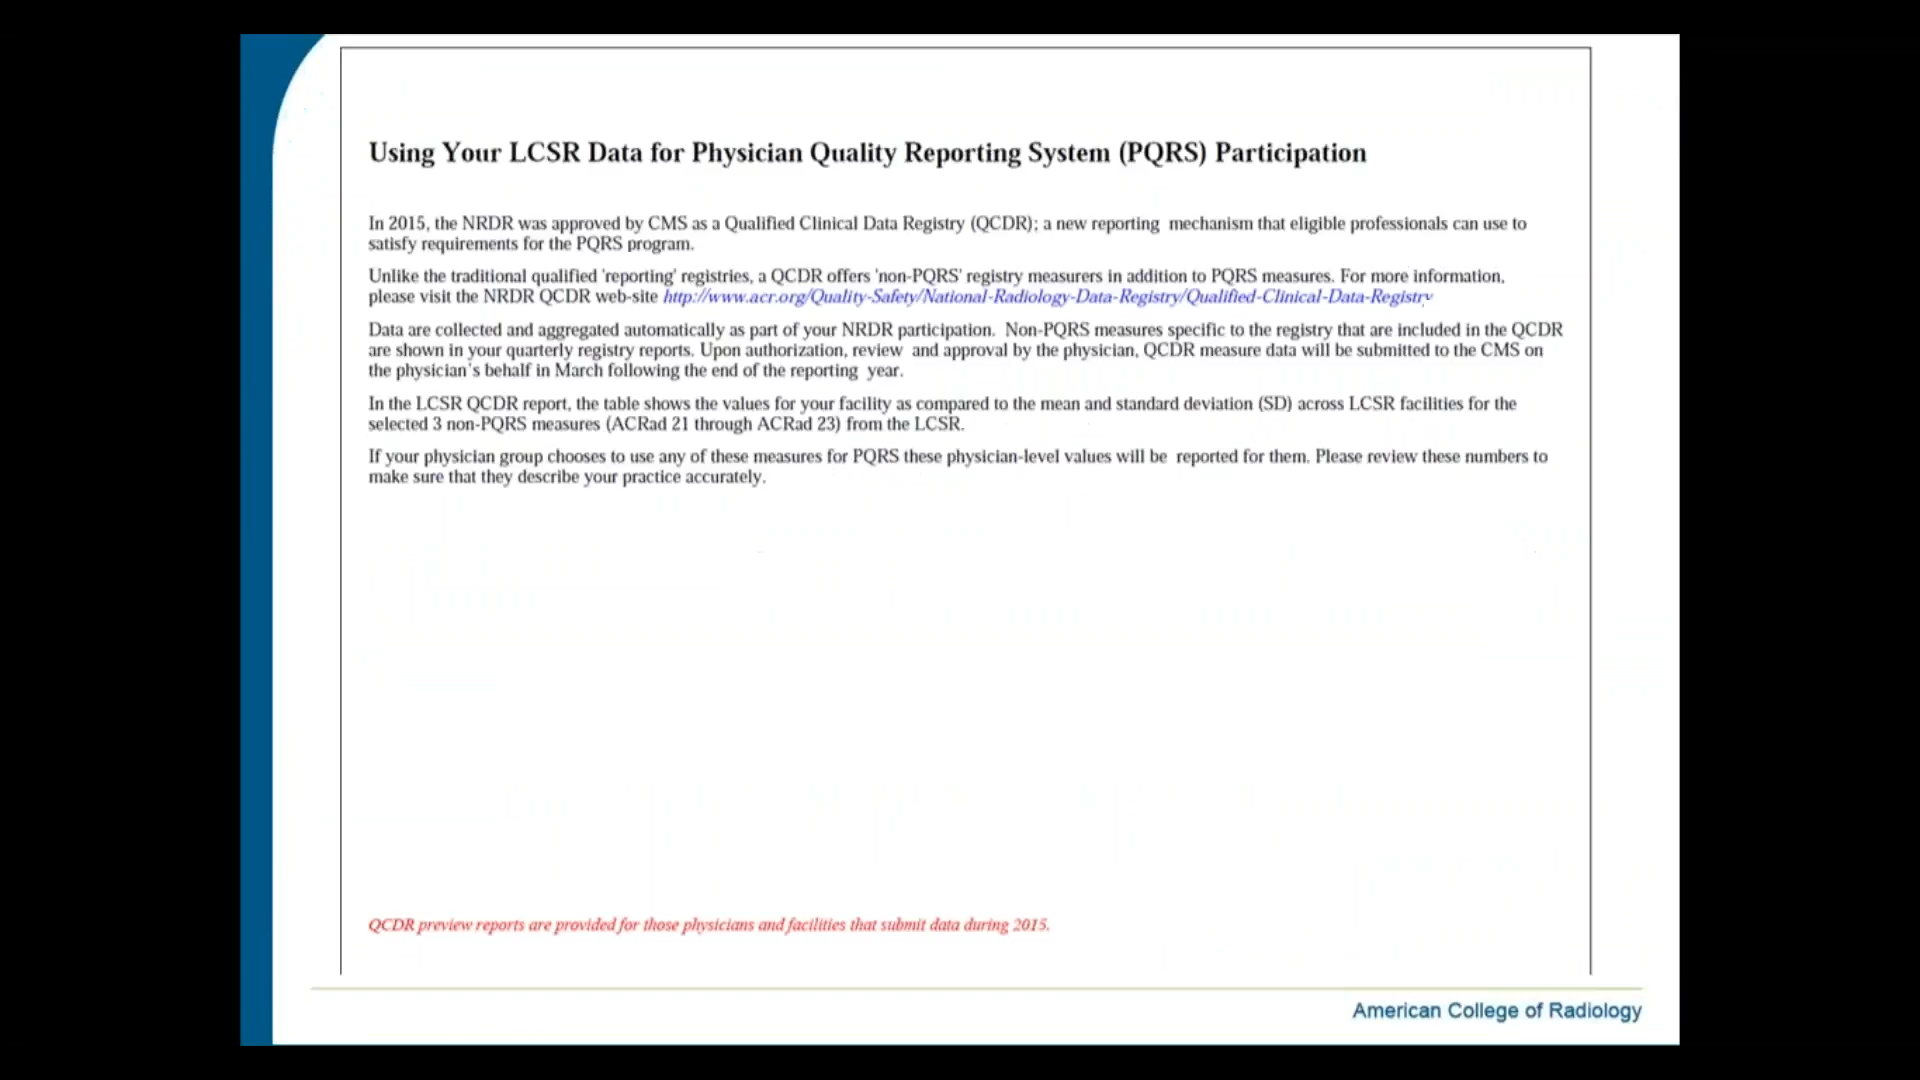 Using Your LCSR Data for Physician Quality Reporting System (PQRS) Participation
In 2015, the NRDR was approved by CMS as a Qualified Clinical Data Registry (QCDR); a new reporting mechanism that eligible professionals can use to
satisfy requirements for the PQRS program.
Unlike the traditional qualified 'reporting' registries, a QCDR offers 'non-PQRS' registry measurers in addition to PQRS measures. For more information,
please visit the NRDR QCDR web-site http://www.acr.org/Quality-Safety/National-Radiology-Data-Registry/Qualified-Clinical-Data-Registry
Data are collected and aggregated automatically as part of your NRDR participation. Non-PQRS measures specific to the registry that are included in the QCDR
are shown in your quarterly registry reports. Upon authorization, review and approval by the physician, QCDR measure data will be submitted to the CMS on
the physician's behalf in March following the end of the reporting year.
In the LCSR QCDR report, the table shows the values for your facility as compared to the mean and standard deviation (SD) across LCSR facilities for the
selected 3 non-PQRS measures (ACRad 21 through ACRad 23) from the LCSR.
If your physician group chooses to use any of these measures for PQRS these physician-level values will be reported for them. Please review these numbers to
make sure that they describe your practice accurately.
QCDR preview reports are provided for those physicians and facilities that submit data during 2015.
American College of Radiology